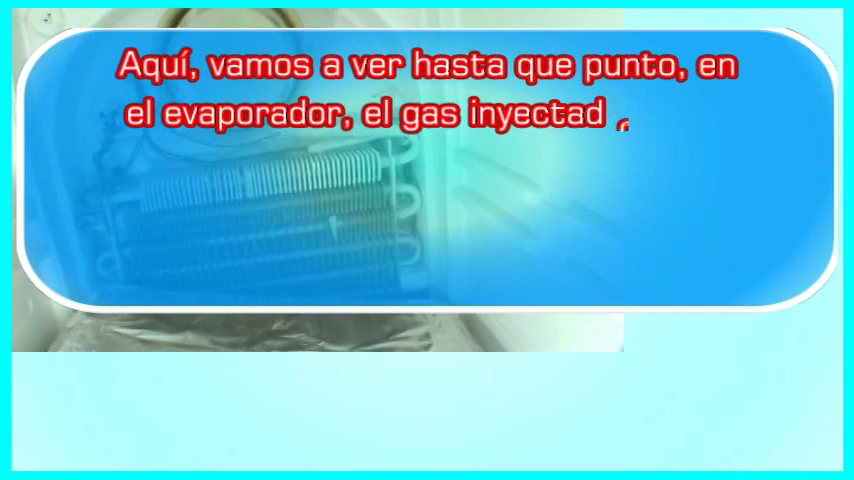 Aquí, vamos a ver hasta que punto, en
el evaporador, el gas inyectad